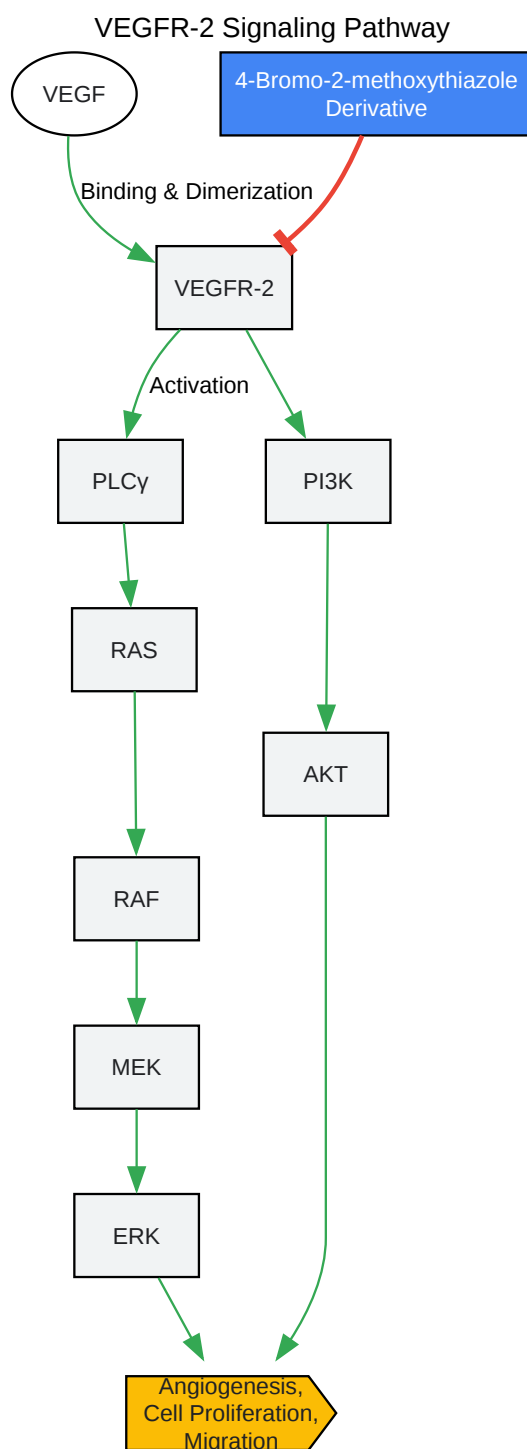 VEGFR-2 Signaling Pathway
VEGF
4-Bromo-2-methoxythiazole
Derivative
Binding & Dimerization
VEGFR-2
Activation
PLCγ
PI3K
RAS
AKT
RAF
MEK
ERK
Angiogenesis,
Cell Proliferation,
Migration